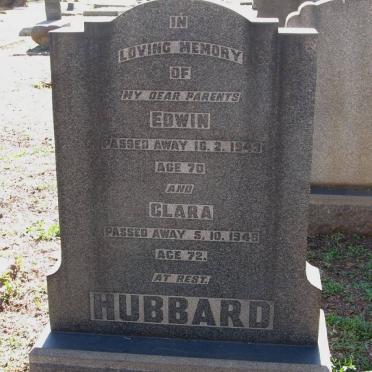 IN
LOVING MEMORY
OF
MY DEAR PARENTS
EDWIN
PASSED AWAY 16. 2. 1943
AGE 70
AND
CLARA
PASSED AWAY 5. 10. 1945
AGE 72.
AT REST.
HUBBARD